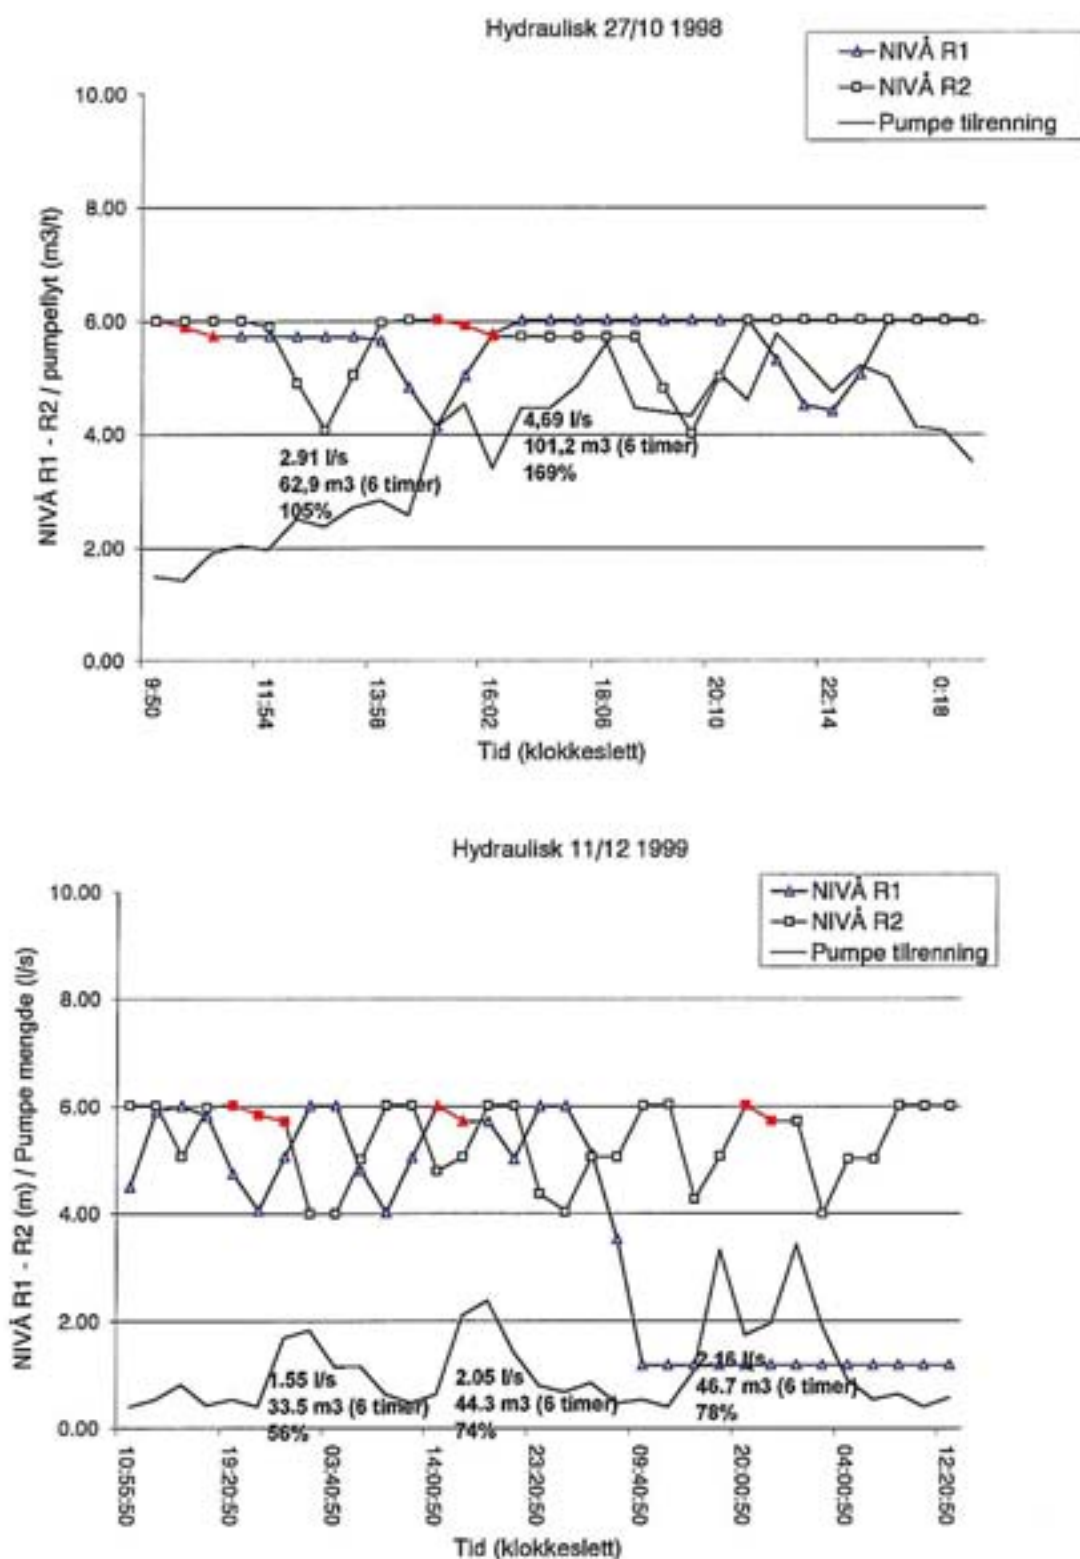 Hydraulisk 27/10 1998
NIVÅ R1
NIVÅ R2
Pumpe tilrenning
NIVÅ R1 - R2 / pumpeflyt (m3/t)
10.00
8.00
6.00
4.00
2.00
0.00
2.91 l/s
62,9 m3 (6 timer)
105%
4,69 l/s
101,2 m3 (6 timer)
169%
9:50
11:54
13:58
16:02
18:06
20:10
22:14
0:18
Tid (klokkeslett)
Hydraulisk 11/12 1999
NIVÅ R1
NIVÅ R2
Pumpe tilrenning
NIVÅ R1 - R2 (m) / Pumpe mengde (l/s)
10.00
8.00
6.00
4.00
2.00
0.00
1.55 l/s
33.5 m3 (6 timer)
56%
2.05 l/s
44.3 m3 (6 timer)
74%
2.16 l/s
46.7 m3 (6 timer)
78%
10:55:50
19:20:50
03:40:50
14:00:50
23:20:50
09:40:50
20:00:50
04:00:50
12:20:50
Tid (klokkeslett)